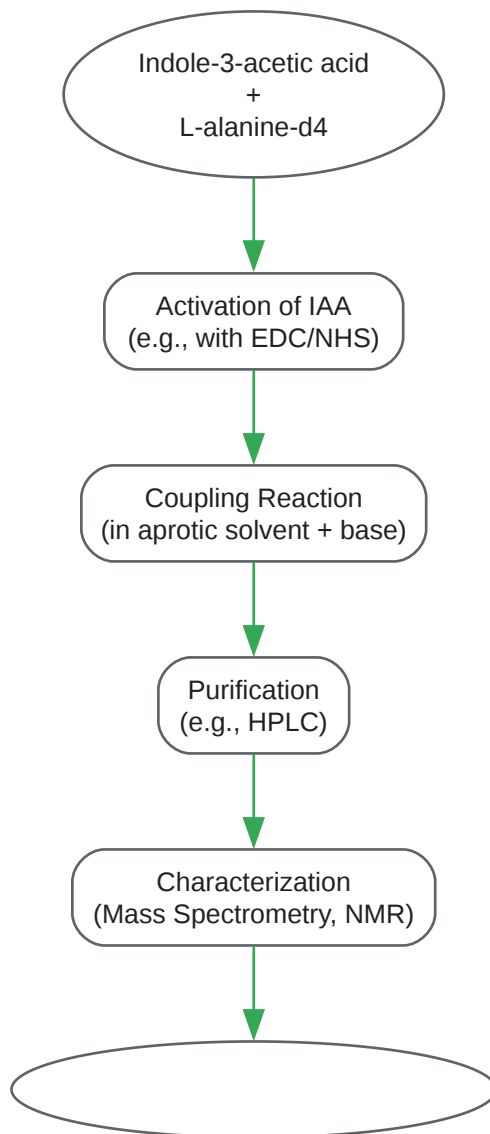 Indole-3-acetic acid
+
L-alanine-d4
Activation of IAA
(e.g., with EDC/NHS)
Coupling Reaction
(in aprotic solvent + base)
Purification
(e.g., HPLC)
Characterization
(Mass Spectrometry, NMR)